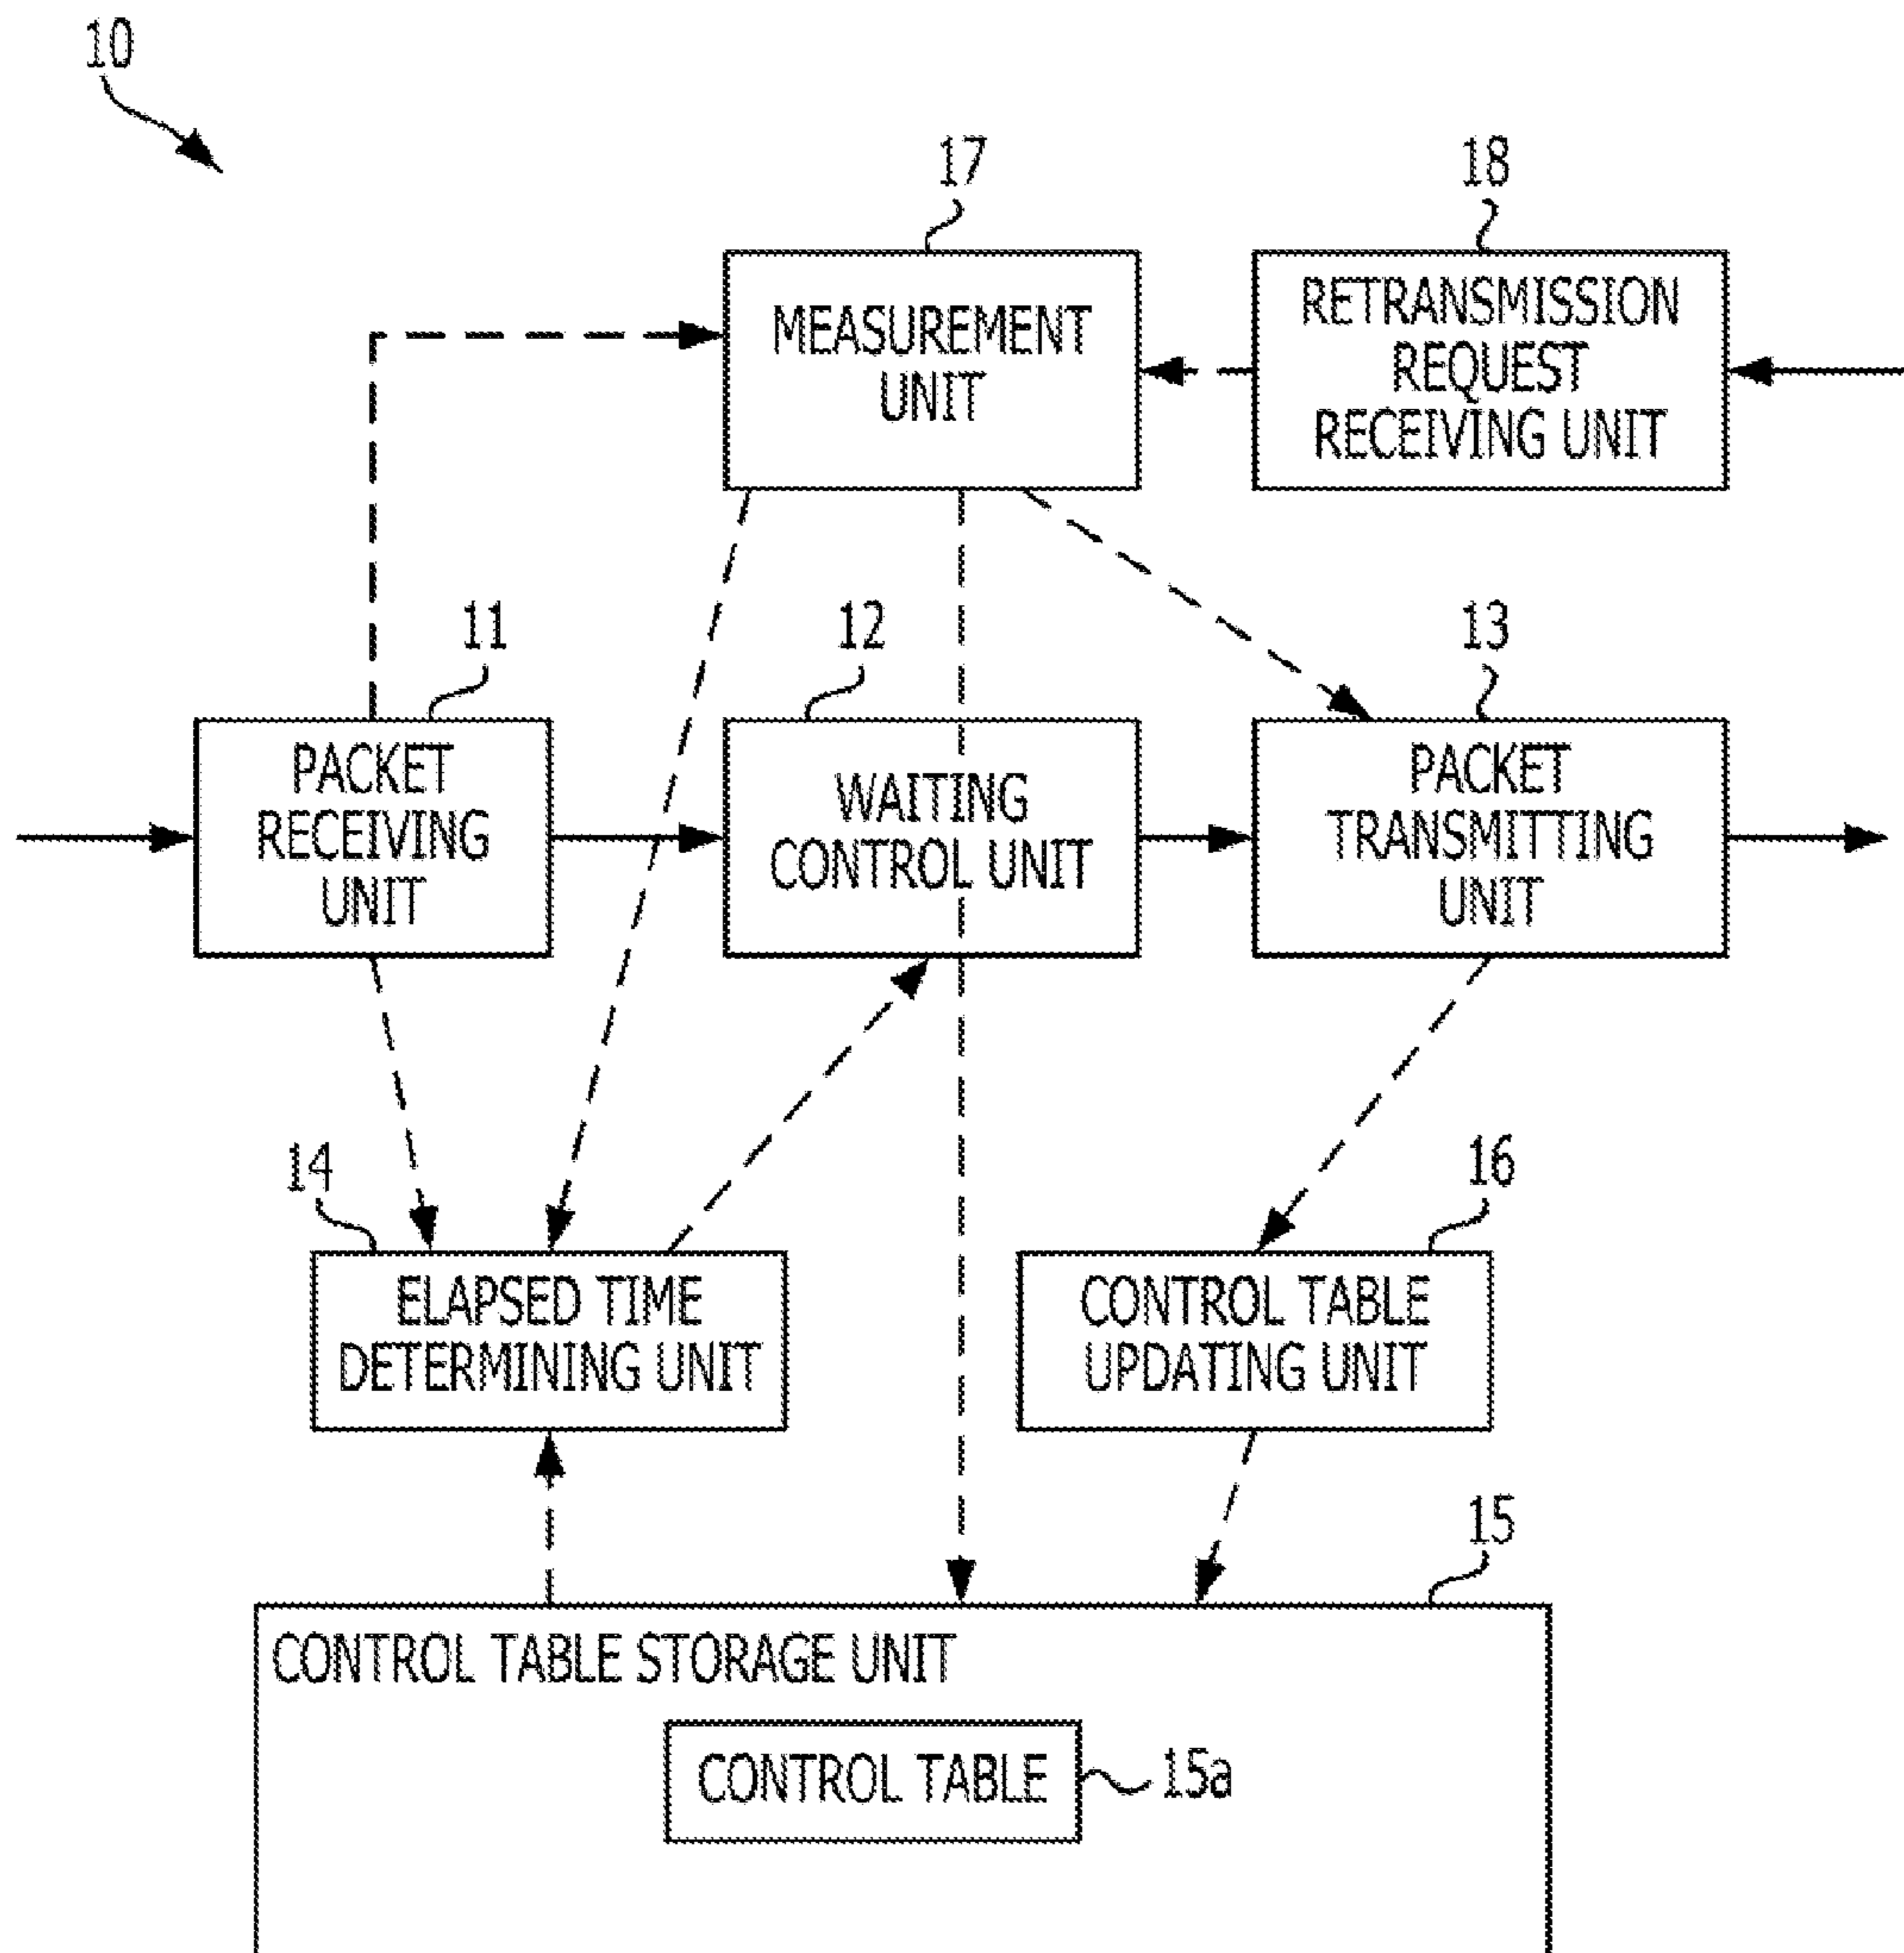 10
17
18
MEASUREMENT
UNIT
RETRANSMISSION
REQUEST
RECEIVING UNIT
11
12
13
PACKET
RECEIVING
UNIT
WAITING
CONTROL UNIT
PACKET
TRANSMITTING
UNIT
14
16
ELAPSED TIME
DETERMINING UNIT
CONTROL TABLE
UPDATING UNIT
15
CONTROL TABLE STORAGE UNIT
CONTROL TABLE
15a